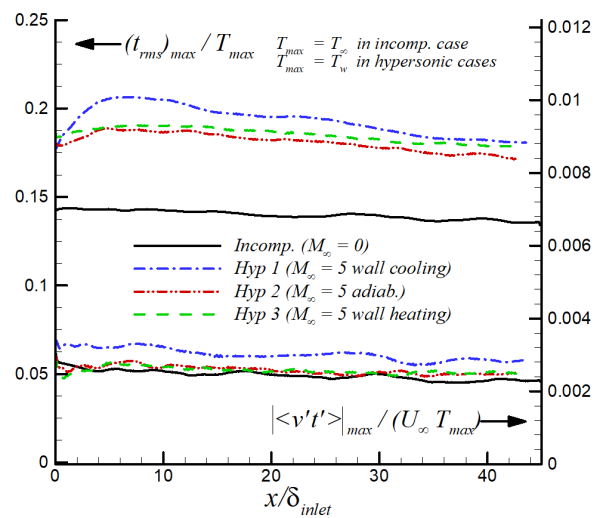 0.25
0.2
0.15
0.1
0.05
0
0.012
0.01
0.008
0.006
0.004
0.002
0
(t_rms)_max / T_max
T_max = T_∞ in incomp. case
T_max = T_w in hypersonic cases
Incomp. (M_∞ = 0)
Hyp 1 (M_∞ = 5 wall cooling)
Hyp 2 (M_∞ = 5 adiab.)
Hyp 3 (M_∞ = 5 wall heating)
|<v't'>|_max / (U_∞ T_max)
0 10 20 30 40
x/δ_inlet